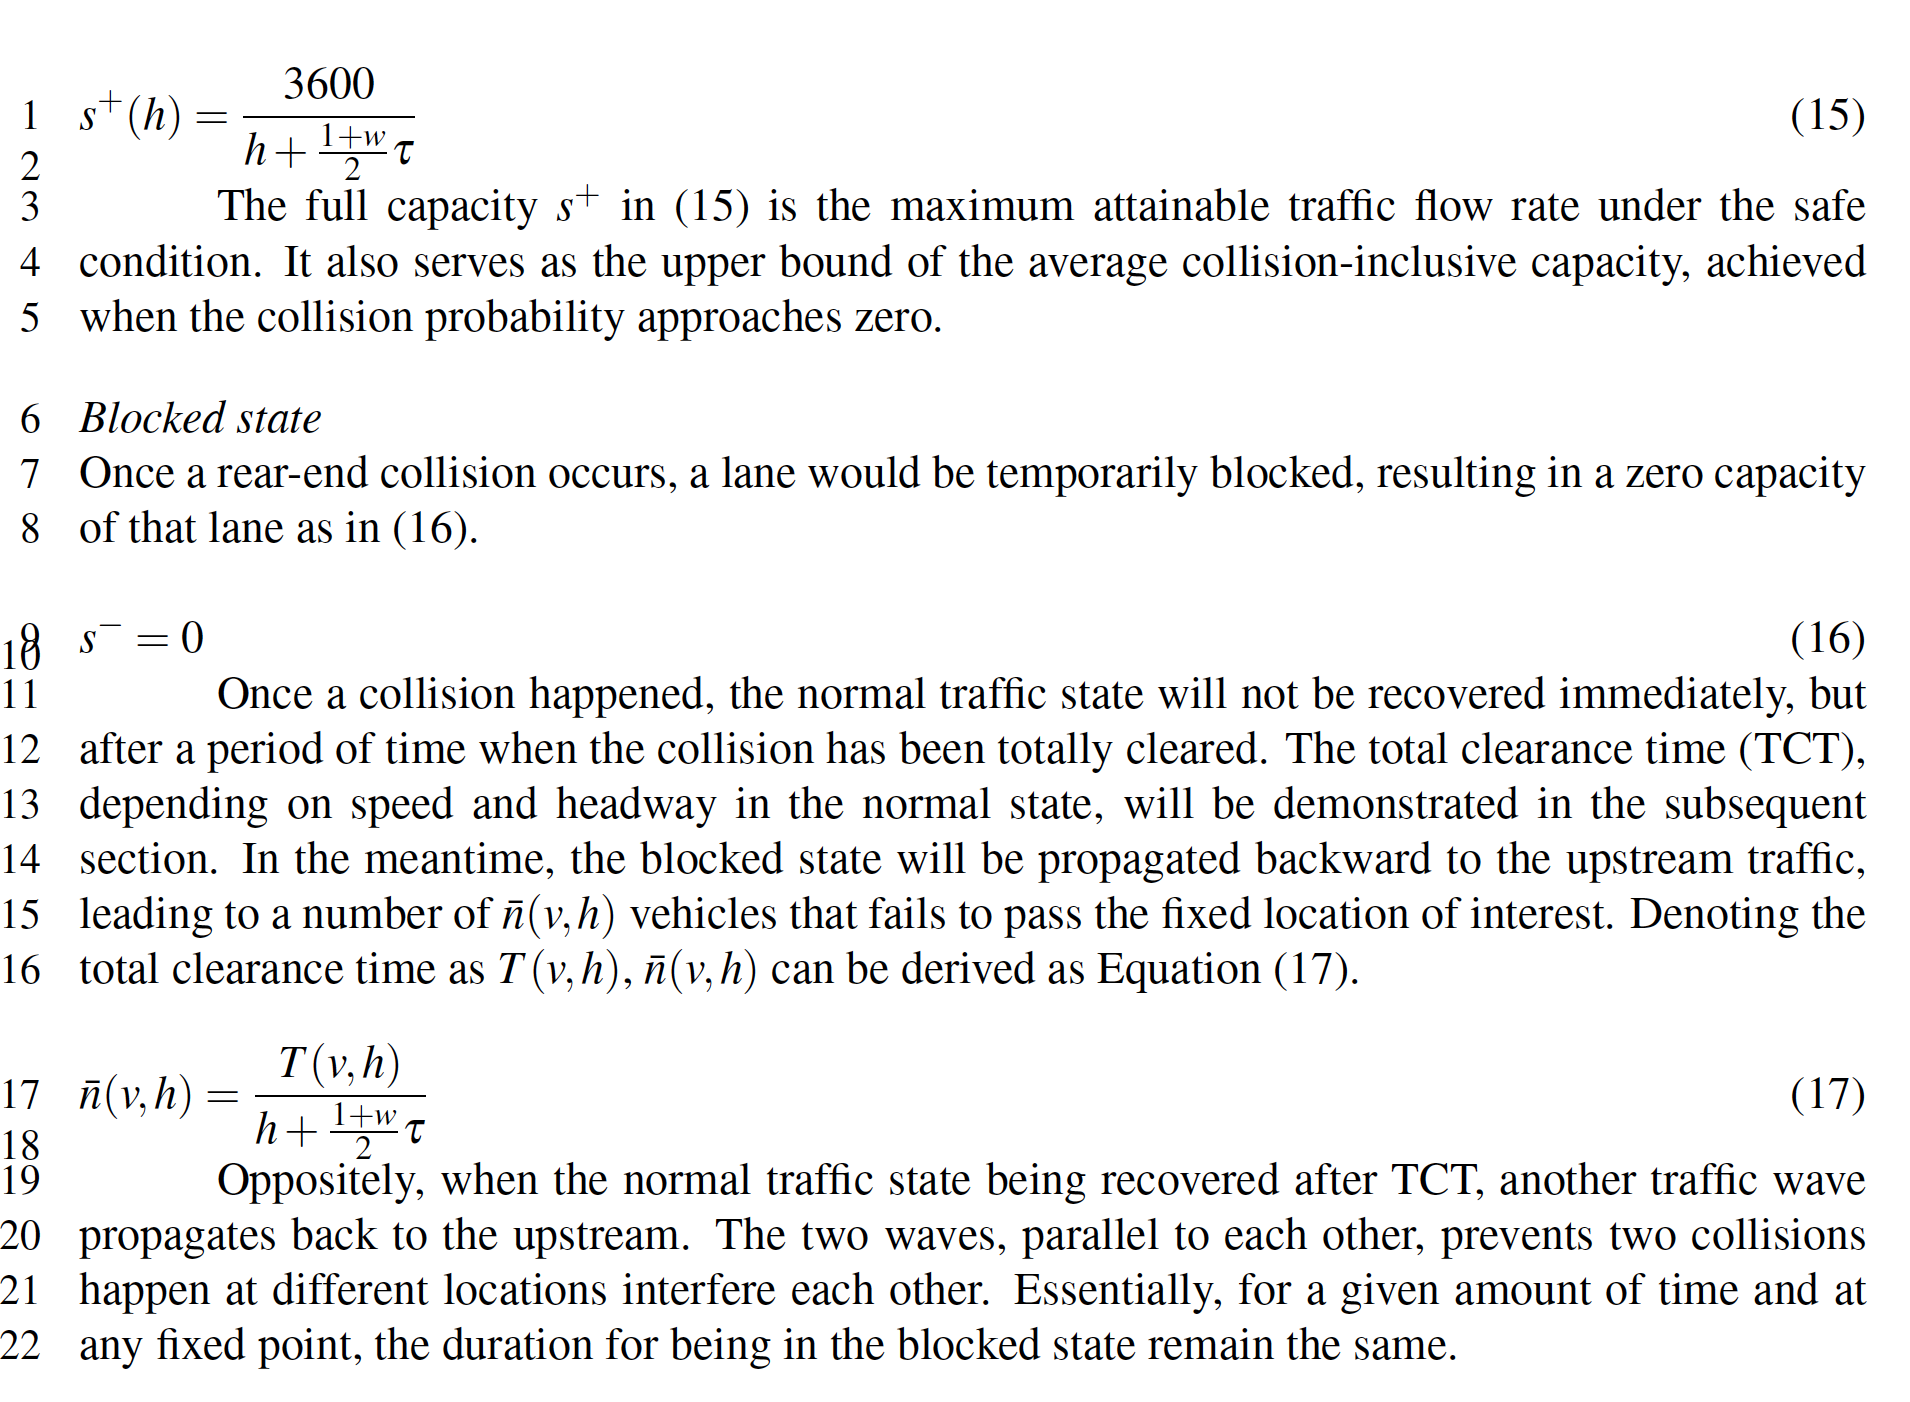 1 s⁺(h) = 3600 / (h + (1+w)/2 τ) (15)
2
3 The full capacity s⁺ in (15) is the maximum attainable traffic flow rate under the safe
4 condition. It also serves as the upper bound of the average collision-inclusive capacity, achieved
5 when the collision probability approaches zero.
6 Blocked state
7 Once a rear-end collision occurs, a lane would be temporarily blocked, resulting in a zero capacity
8 of that lane as in (16).
9 s⁻ = 0 (16)
10
11 Once a collision happened, the normal traffic state will not be recovered immediately, but
12 after a period of time when the collision has been totally cleared. The total clearance time (TCT),
13 depending on speed and headway in the normal state, will be demonstrated in the subsequent
14 section. In the meantime, the blocked state will be propagated backward to the upstream traffic,
15 leading to a number of n̄(v,h) vehicles that fails to pass the fixed location of interest. Denoting the
16 total clearance time as T(v,h), n̄(v,h) can be derived as Equation (17).
17 n̄(v,h) = T(v,h) / (h + (1+w)/2 τ) (17)
18
19 Oppositely, when the normal traffic state being recovered after TCT, another traffic wave
20 propagates back to the upstream. The two waves, parallel to each other, prevents two collisions
21 happen at different locations interfere each other. Essentially, for a given amount of time and at
22 any fixed point, the duration for being in the blocked state remain the same.